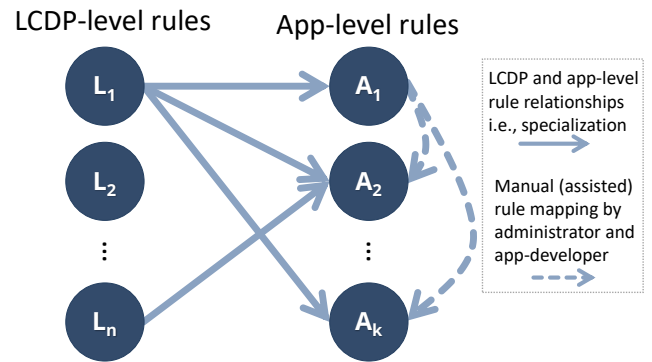 LCDP-level rules
App-level rules
L1
A1
L2
A2
...
...
Ln
Ak
LCDP and app-level
rule relationships
i.e., specialization
Manual (assisted)
rule mapping by
administrator and
app-developer